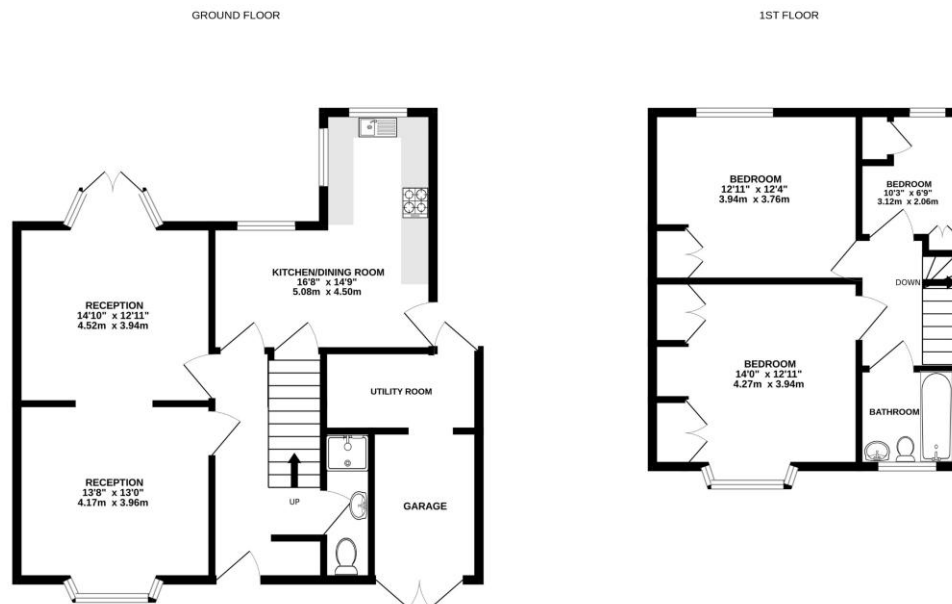 GROUND FLOOR
1ST FLOOR
KITCHEN/DINING ROOM
16'8" x 14'9"
5.08m x 4.50m
RECEPTION
14'10" x 12'11"
4.52m x 3.94m
UTILITY ROOM
RECEPTION
13'8" x 13'0"
4.17m x 3.96m
UP
GARAGE
BEDROOM
12'11" x 12'4"
3.94m x 3.76m
BEDROOM
10'3" x 6'9"
3.12m x 2.06m
DOWN
BEDROOM
14'0" x 12'11"
4.27m x 3.94m
BATHROOM